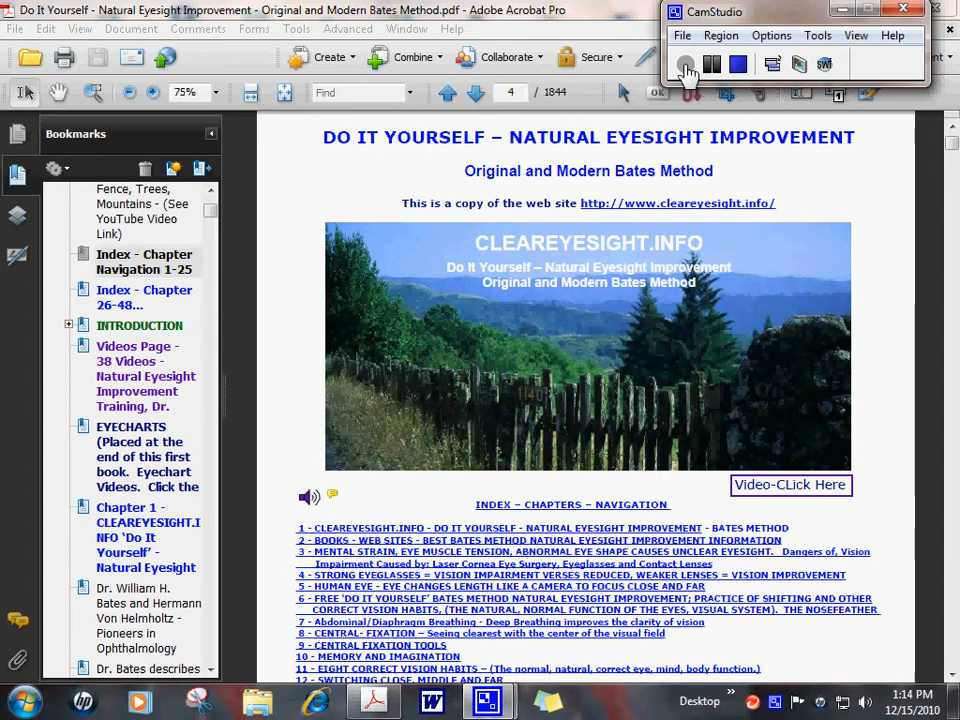 Do It Yourself - Natural Eyesight Improvement - Original and Modern Bates Method.pdf - Adobe Acrobat Pro
File Edit View Document Comments Forms Tools Advanced Window Help
Create Combine Secure
75% Find 4 / 1844 OK
CamStudio
File Region Options Tools View Help
Bookmarks
Fence, Trees,
Mountains - (See
YouTube Video
Link)
Index - Chapter
Navigation 1-25
Index - Chapter
26-48...
INTRODUCTION
Videos Page -
38 Videos -
Natural Eyesight
Improvement
Training, Dr.
EYECHARTS
(Placed at the
end of this first
book. Eyechart
Videos. Click the
Chapter 1 -
CLEAREYESIGHT.I
NFO 'Do It
Yourself' -
Natural Eyesight
Dr. William H.
Bates and Hermann
Von Helmholtz -
Pioneers in
Ophthalmology
Dr. Bates describes
DO IT YOURSELF – NATURAL EYESIGHT IMPROVEMENT
Original and Modern Bates Method
This is a copy of the web site http://www.cleareyesight.info/
CLEAREYESIGHT.INFO
Do It Yourself – Natural Eyesight Improvement
Original and Modern Bates Method
Video-CLick Here
INDEX – CHAPTERS – NAVIGATION
1 - CLEAREYESIGHT.INFO - DO IT YOURSELF - NATURAL EYESIGHT IMPROVEMENT - BATES METHOD
2 - BOOKS - WEB SITES - BEST BATES METHOD NATURAL EYESIGHT IMPROVEMENT INFORMATION
3 - MENTAL STRAIN, EYE MUSCLE TENSION, ABNORMAL EYE SHAPE CAUSES UNCLEAR EYESIGHT. Dangers of, Vision
Impairment Caused by: Laser Cornea Eye Surgery, Eyeglasses and Contact Lenses
4 - STRONG EYEGLASSES = VISION IMPAIRMENT VERSES REDUCED, WEAKER LENSES = VISION IMPROVEMENT
5 - HUMAN EYE - EYE CHANGES LENGTH LIKE A CAMERA TO FOCUS CLOSE AND FAR
6 - FREE 'DO IT YOURSELF' BATES METHOD NATURAL EYESIGHT IMPROVEMENT; PRACTICE OF SHIFTING AND OTHER
CORRECT VISION HABITS, (THE NATURAL, NORMAL FUNCTION OF THE EYES, VISUAL SYSTEM). THE NOSEFEATHER
7 - Abdominal/Diaphragm Breathing - Deep Breathing improves the clarity of vision
8 - CENTRAL- FIXATION – Seeing clearest with the center of the visual field
9 - CENTRAL FIXATION TOOLS
10 - MEMORY AND IMAGINATION
11 - EIGHT CORRECT VISION HABITS – (The normal, natural, correct eye, mind, body function.)
12 - SWITCHING CLOSE, MIDDLE AND FAR
Desktop
1:14 PM
12/15/2010